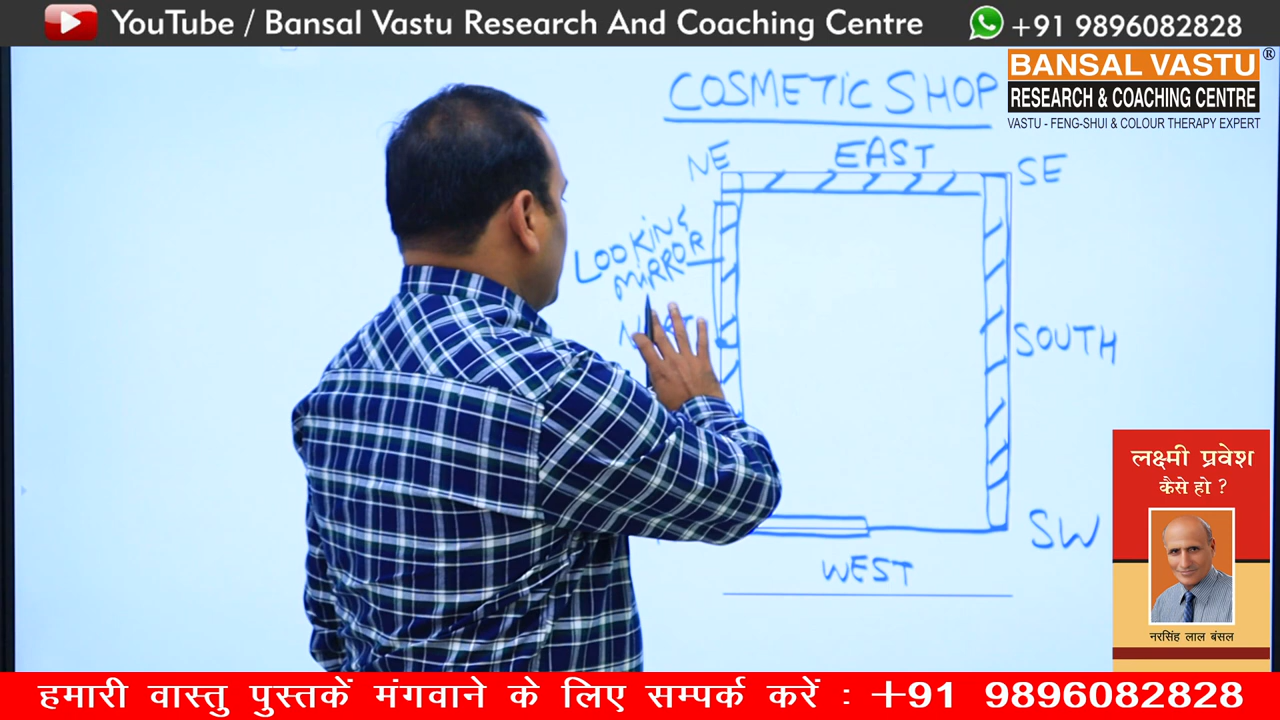 YouTube / Bansal Vastu Research And Coaching Centre
+91 9896082828
BANSAL VASTU®
RESEARCH & COACHING CENTRE
VASTU - FENG-SHUI & COLOUR THERAPY EXPERT
COSMETIC SHOP
NE
EAST
SE
LOOKING
MIRROR
SOUTH
SW
WEST
लक्ष्मी प्रवेश
कैसे हो ?
नरसिंह लाल बंसल
हमारी वास्तु पुस्तकें मंगवाने के लिए सम्पर्क करें : +91 9896082828